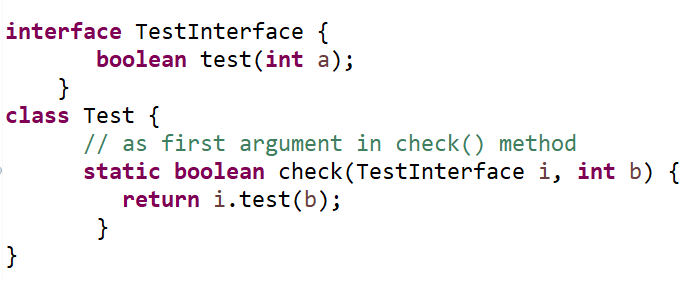 interface TestInterface {
boolean test(int a);
}
class Test {
// as first argument in check() method
static boolean check(TestInterface i, int b) {
return i.test(b);
}
}